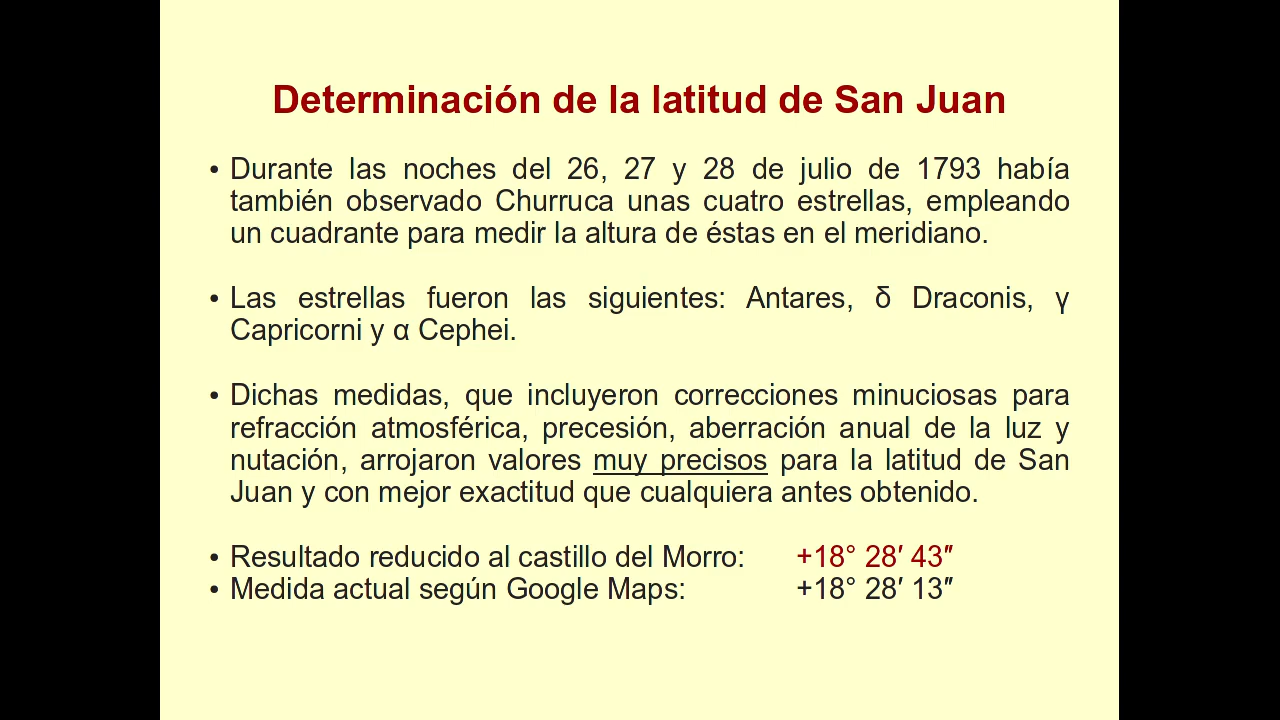 Determinación de la latitud de San Juan
• Durante las noches del 26, 27 y 28 de julio de 1793 había
también observado Churruca unas cuatro estrellas, empleando
un cuadrante para medir la altura de éstas en el meridiano.
• Las estrellas fueron las siguientes: Antares, δ Draconis, γ
Capricorni y α Cephei.
• Dichas medidas, que incluyeron correcciones minuciosas para
refracción atmosférica, precesión, aberración anual de la luz y
nutación, arrojaron valores muy precisos para la latitud de San
Juan y con mejor exactitud que cualquiera antes obtenido.
• Resultado reducido al castillo del Morro: +18° 28′ 43″
• Medida actual según Google Maps: +18° 28′ 13″